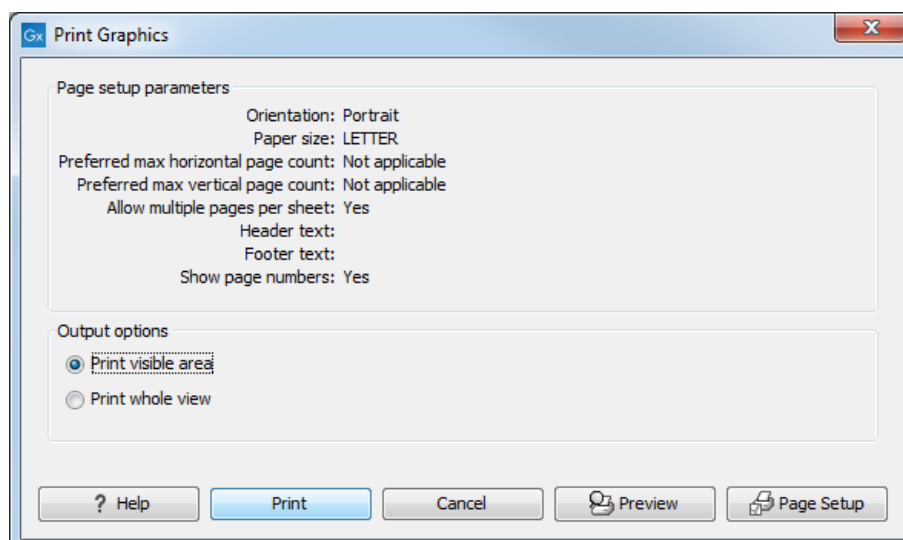 Gx Print Graphics
Page setup parameters
Orientation: Portrait
Paper size: LETTER
Preferred max horizontal page count: Not applicable
Preferred max vertical page count: Not applicable
Allow multiple pages per sheet: Yes
Header text:
Footer text:
Show page numbers: Yes
Output options
Print visible area
Print whole view
? Help Print Cancel Preview Page Setup